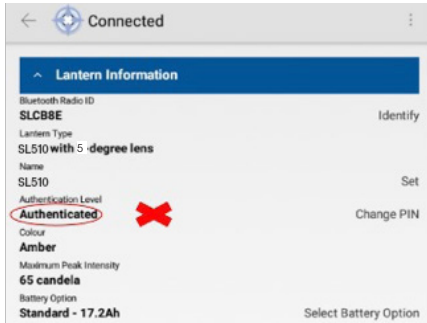 Connected
Lantern Information
Bluetooth Radio ID
SLCB8E Identify
Lantern Type
SL510 with 5 degree lens
Name
SL510 Set
Authentication Level
Authenticated Change PIN
Colour
Amber
Maximum Peak Intensity
65 candela
Battery Option
Standard - 17.2Ah Select Battery Option